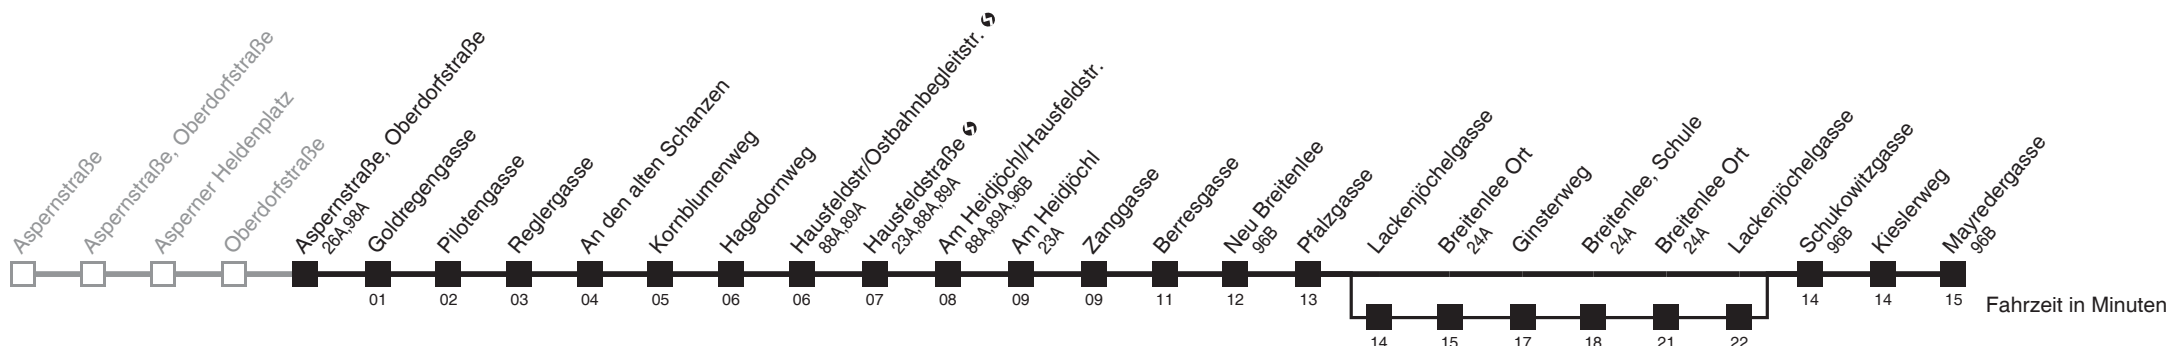 Aspernstraße
Aspernstraße, Oberdorfstraße
Asperner Heldenplatz
Oberdorfstraße
Aspernstraße, Oberdorfstraße
26A,98A
Goldregengasse
01
Pilotengasse
02
Reglergasse
03
An den alten Schanzen
04
Kornblumenweg
05
Hagedornweg
06
Hausfeldstr/Ostbahnbegleitstr.
88A,89A
06
Hausfeldstraße
23A,88A,89A
07
Am Heidjöchl/Hausfeldstr.
88A,89A,96B
08
Am Heidjöchl
23A
09
Zanggasse
09
Berresgasse
11
Neu Breitenlee
96B
12
Pfalzgasse
13
Lackenjöchelgasse
14
Breitenlee Ort
24A
15
Ginsterweg
17
Breitenlee, Schule
24A
18
Breitenlee Ort
24A
21
Lackenjöchelgasse
22
Schukowitzgasse
96B
14
Kieslerweg
14
Mayredergasse
96B
15
Fahrzeit in Minuten